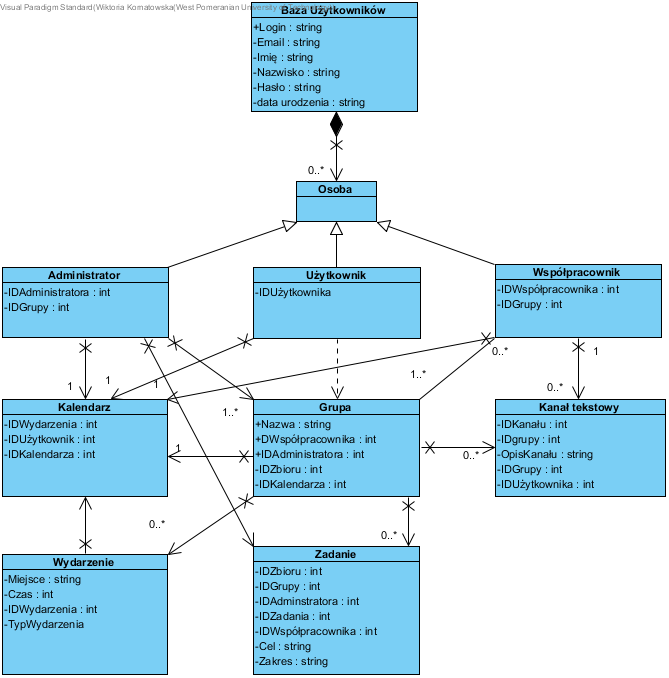 Visual Paradigm Standard(Wiktoria Kornatowska(West Pomeranian University
Baza Użytkowników
+Login : string
-Email : string
-Imię : string
-Nazwisko : string
-Hasło : string
-data urodzenia : string
0..*
Osoba
Administrator
-IDAdministratora : int
-IDGrupy : int
Użytkownik
-IDUżytkownika
Współpracownik
-IDWspółpracownika : int
-IDGrupy : int
1
1
1
1..*
1..*
0..*
1
0..*
Kalendarz
-IDWydarzenia : int
-IDUżytkownik : int
-IDKalendarza : int
Grupa
+Nazwa : string
+DWspółpracownika : int
+IDAdministratora : int
-IDZbioru : int
-IDKalendarza : int
Kanał tekstowy
-IDKanału : int
-IDgrupy : int
-OpisKanału : string
-IDGrupy : int
-IDUżytkownika : int
1
0..*
0..*
0..*
Wydarzenie
-Miejsce : string
-Czas : int
-IDWydarzenia : int
-TypWydarzenia
Zadanie
-IDZbioru : int
-IDGrupy : int
-IDAdminstratora : int
-IDZadania : int
-IDWspółpracownika : int
-Cel : string
-Zakres : string